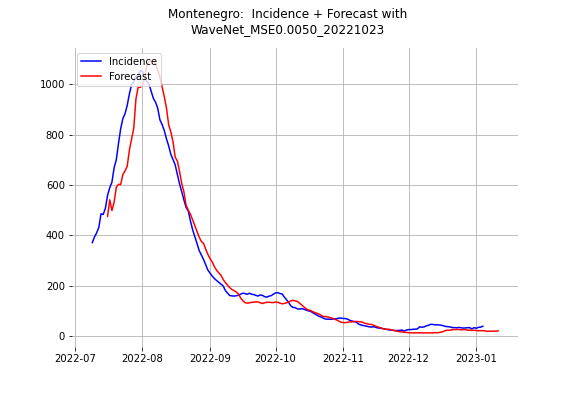 Montenegro:  Incidence + Forecast with
WaveNet_MSE0.0050_20221023
Incidence
Forecast
1000
800
600
400
200
0
2022-07 2022-08 2022-09 2022-10 2022-11 2022-12 2023-01